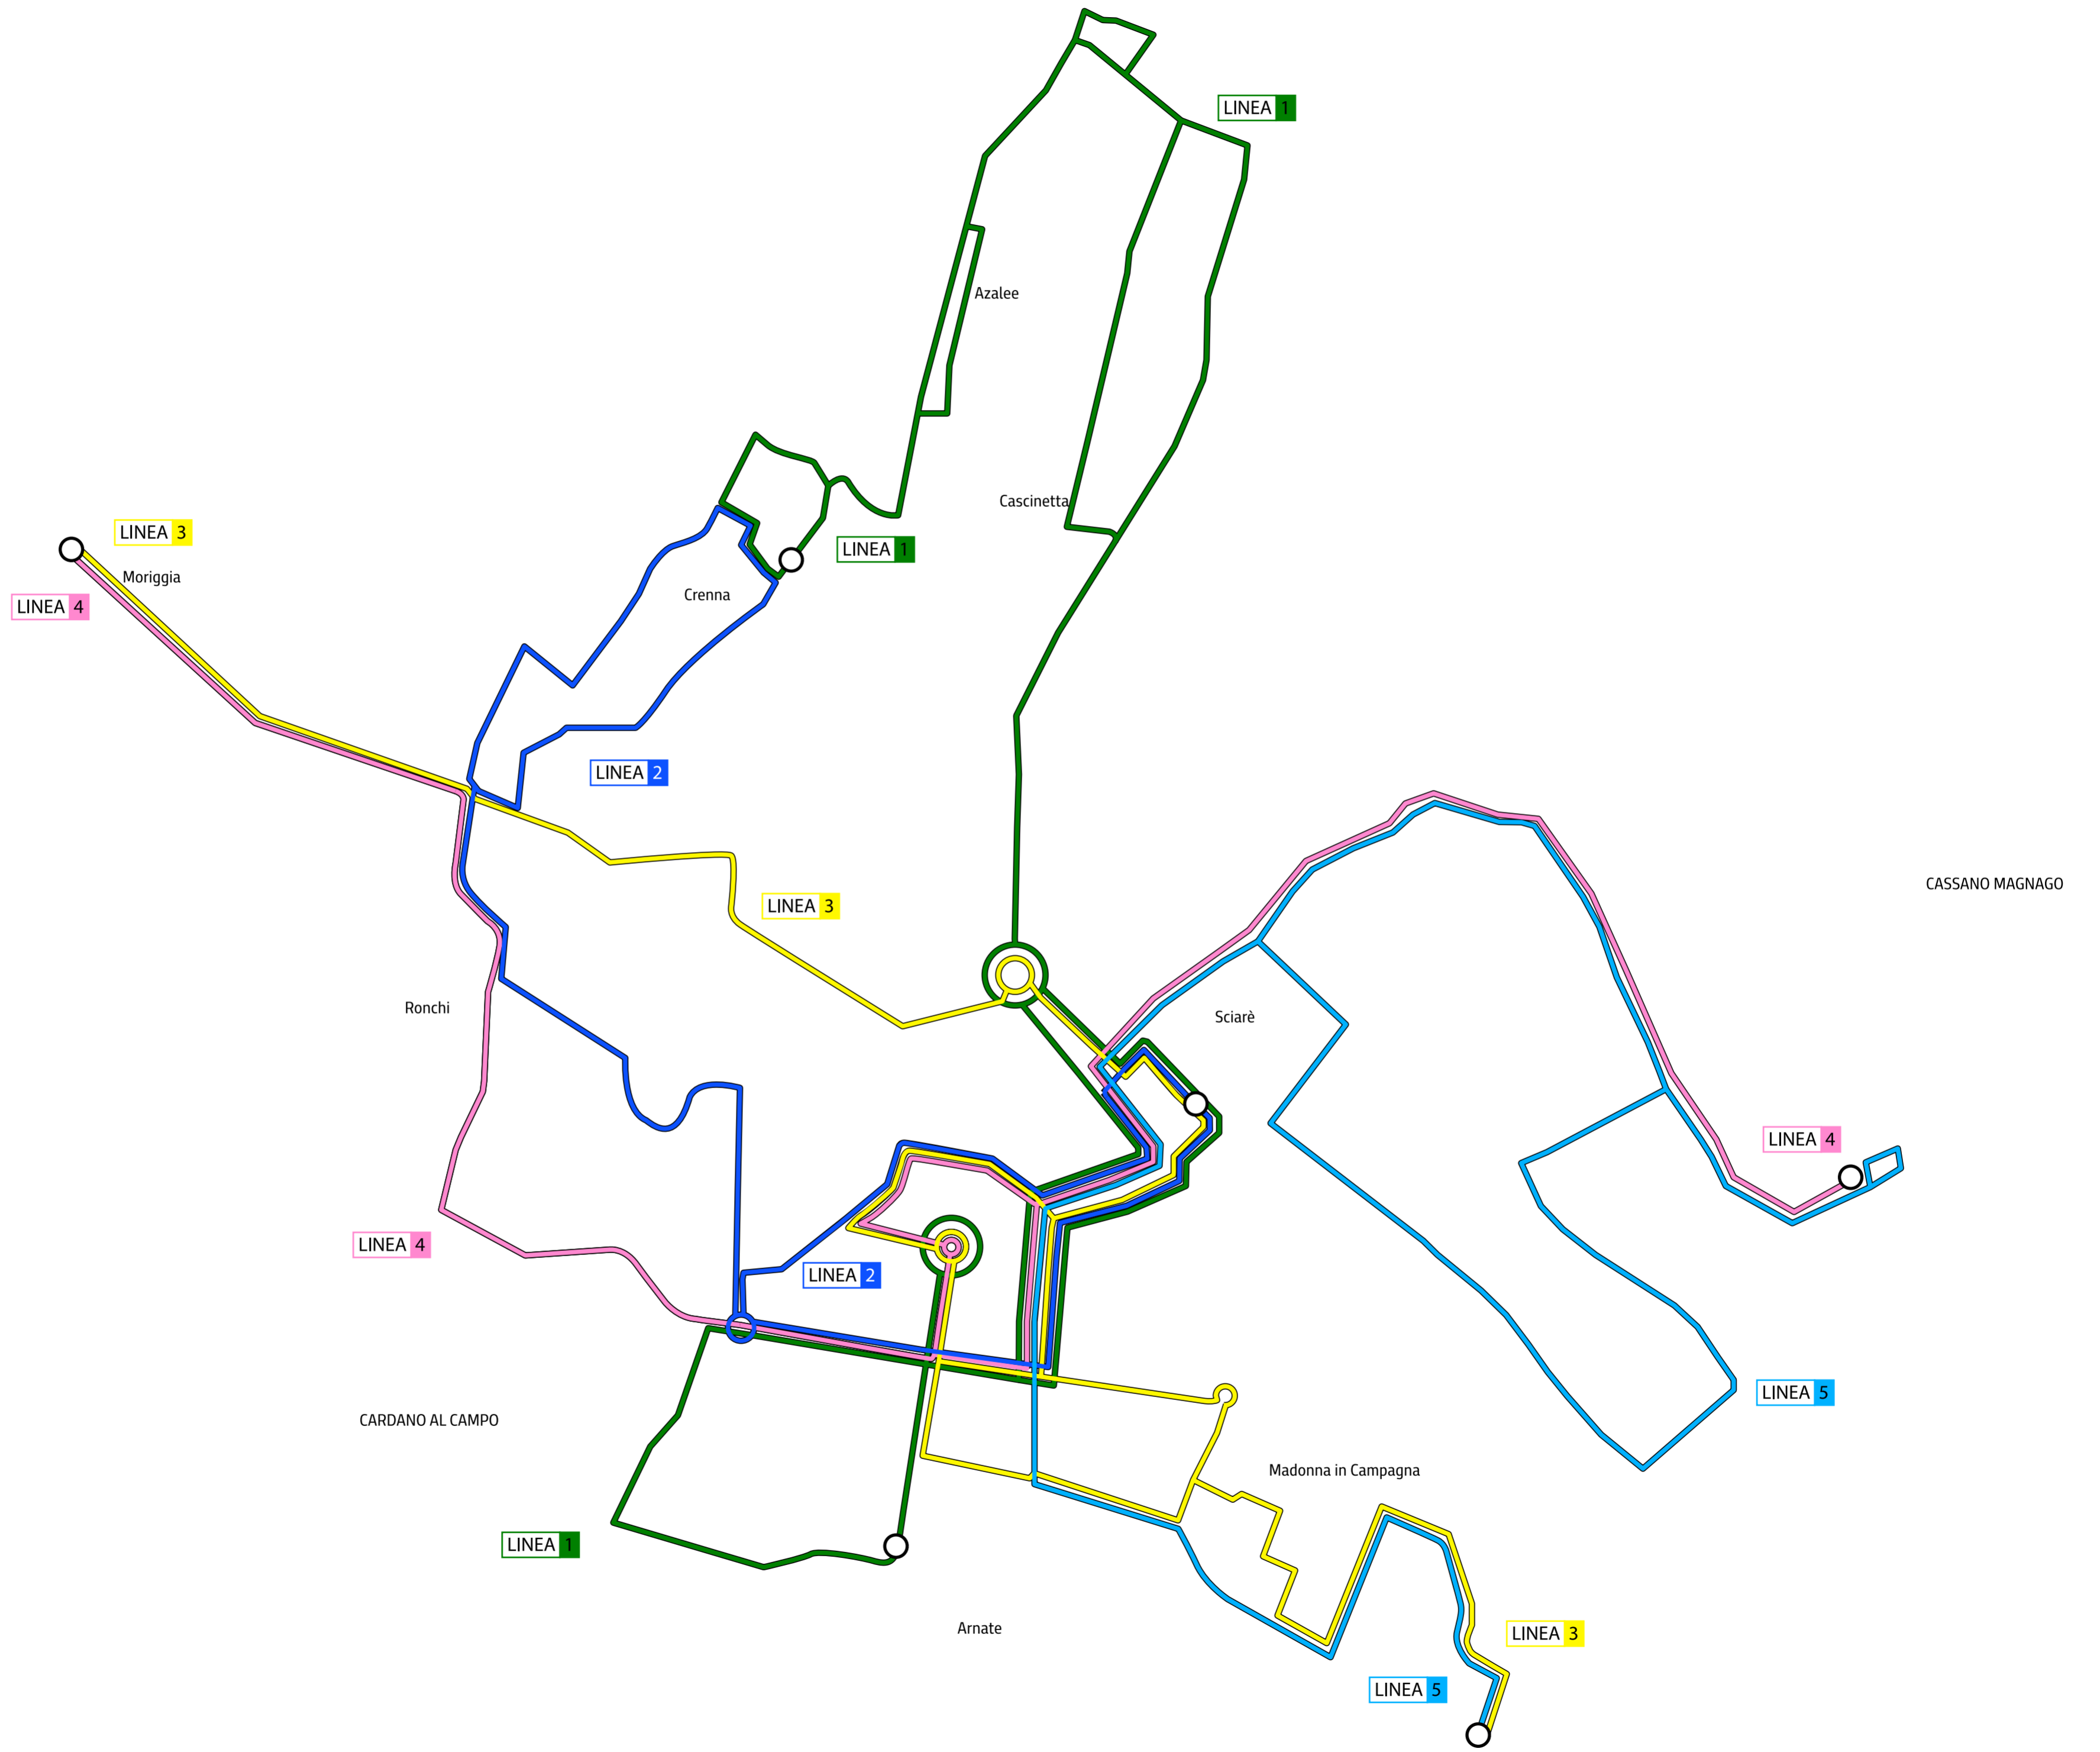 LINEA 1
Azalee
Cascinetta
LINEA 3
LINEA 1
Moriggia
LINEA 4
Crenna
LINEA 2
CASSANO MAGNAGO
LINEA 3
Ronchi
Sciarè
LINEA 4
LINEA 4
LINEA 2
LINEA 5
CARDANO AL CAMPO
Madonna in Campagna
LINEA 1
Arnate
LINEA 3
LINEA 5